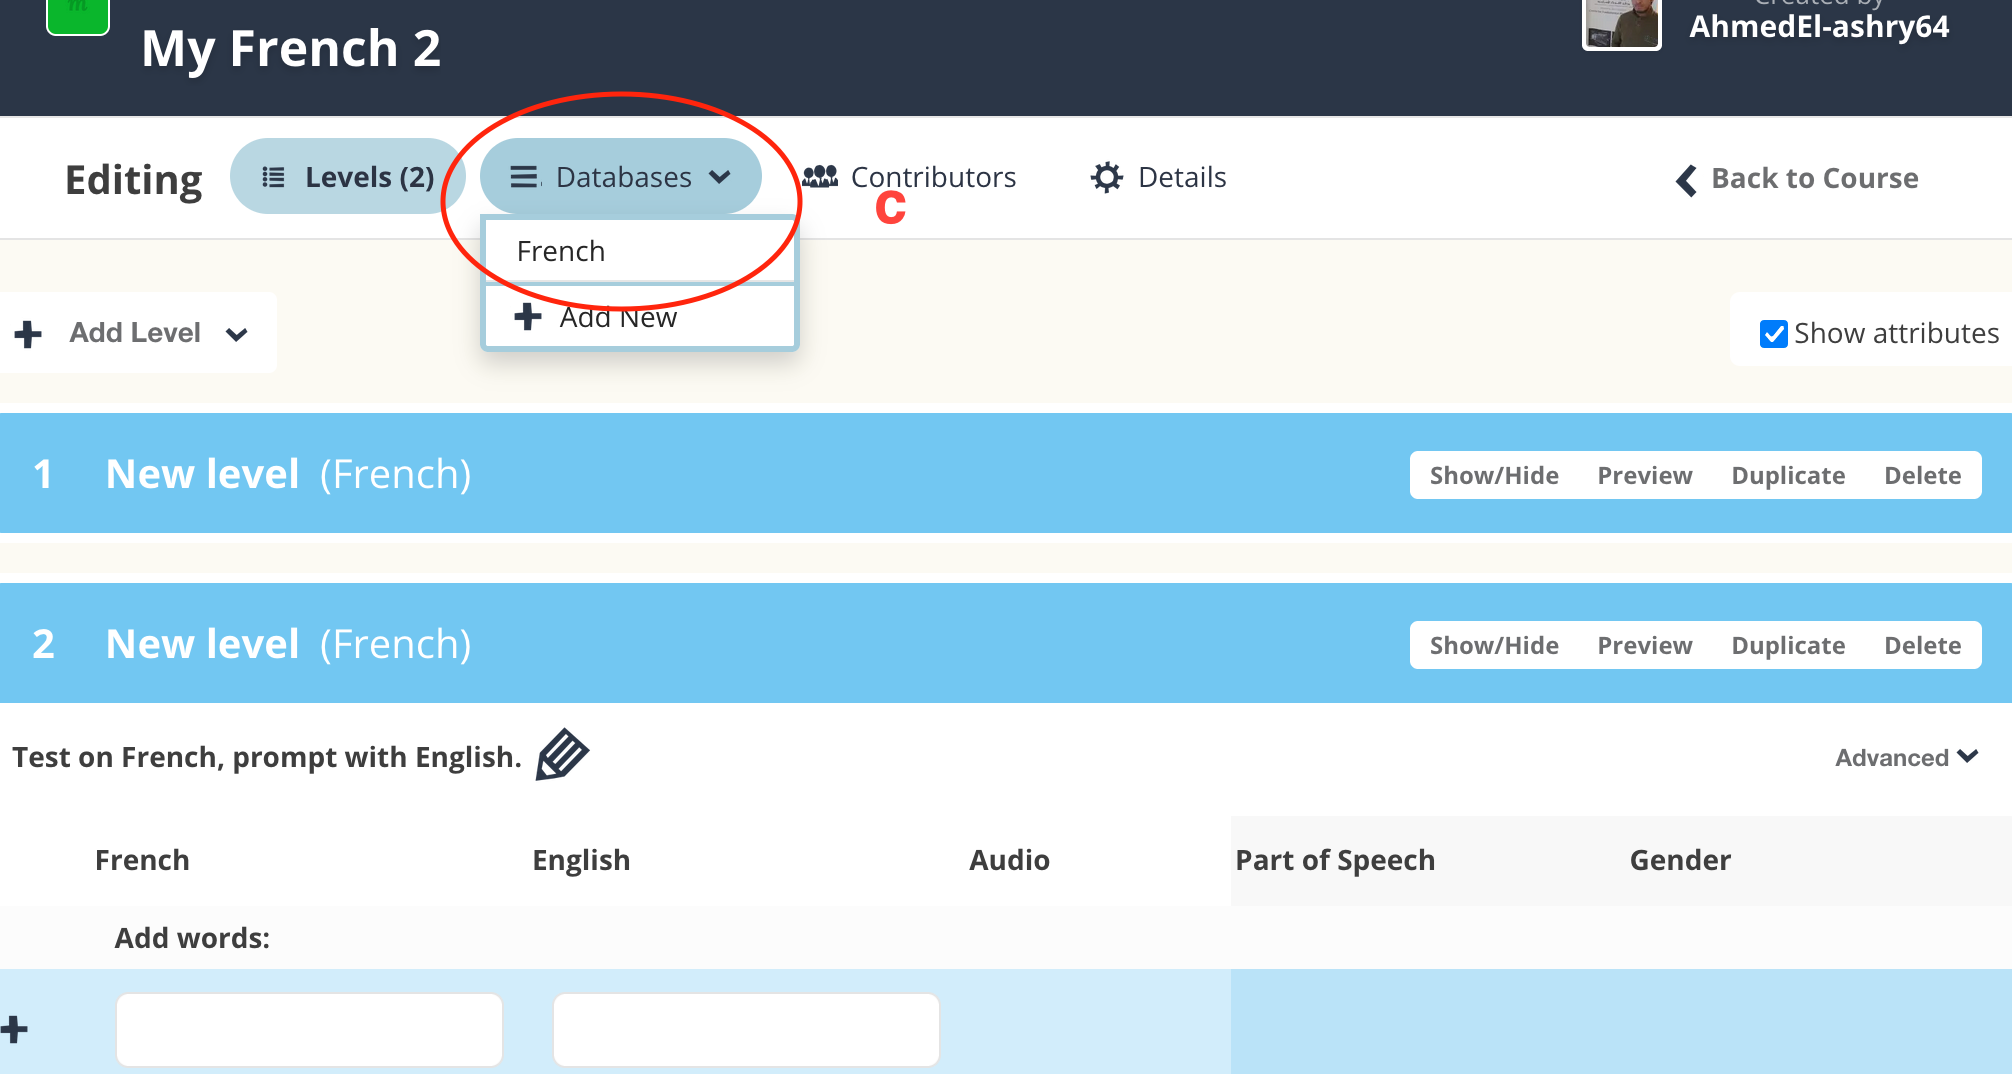 m
Created by
My French 2
AhmedEl-ashry64
Editing
Levels (2)
Databases
Contributors
Details
Back to Course
C
French
Add New
Add Level
Show attributes
1 New level (French)
Show/Hide Preview Duplicate Delete
2 New level (French)
Show/Hide Preview Duplicate Delete
Test on French, prompt with English.
Advanced
French English Audio Part of Speech Gender
Add words: